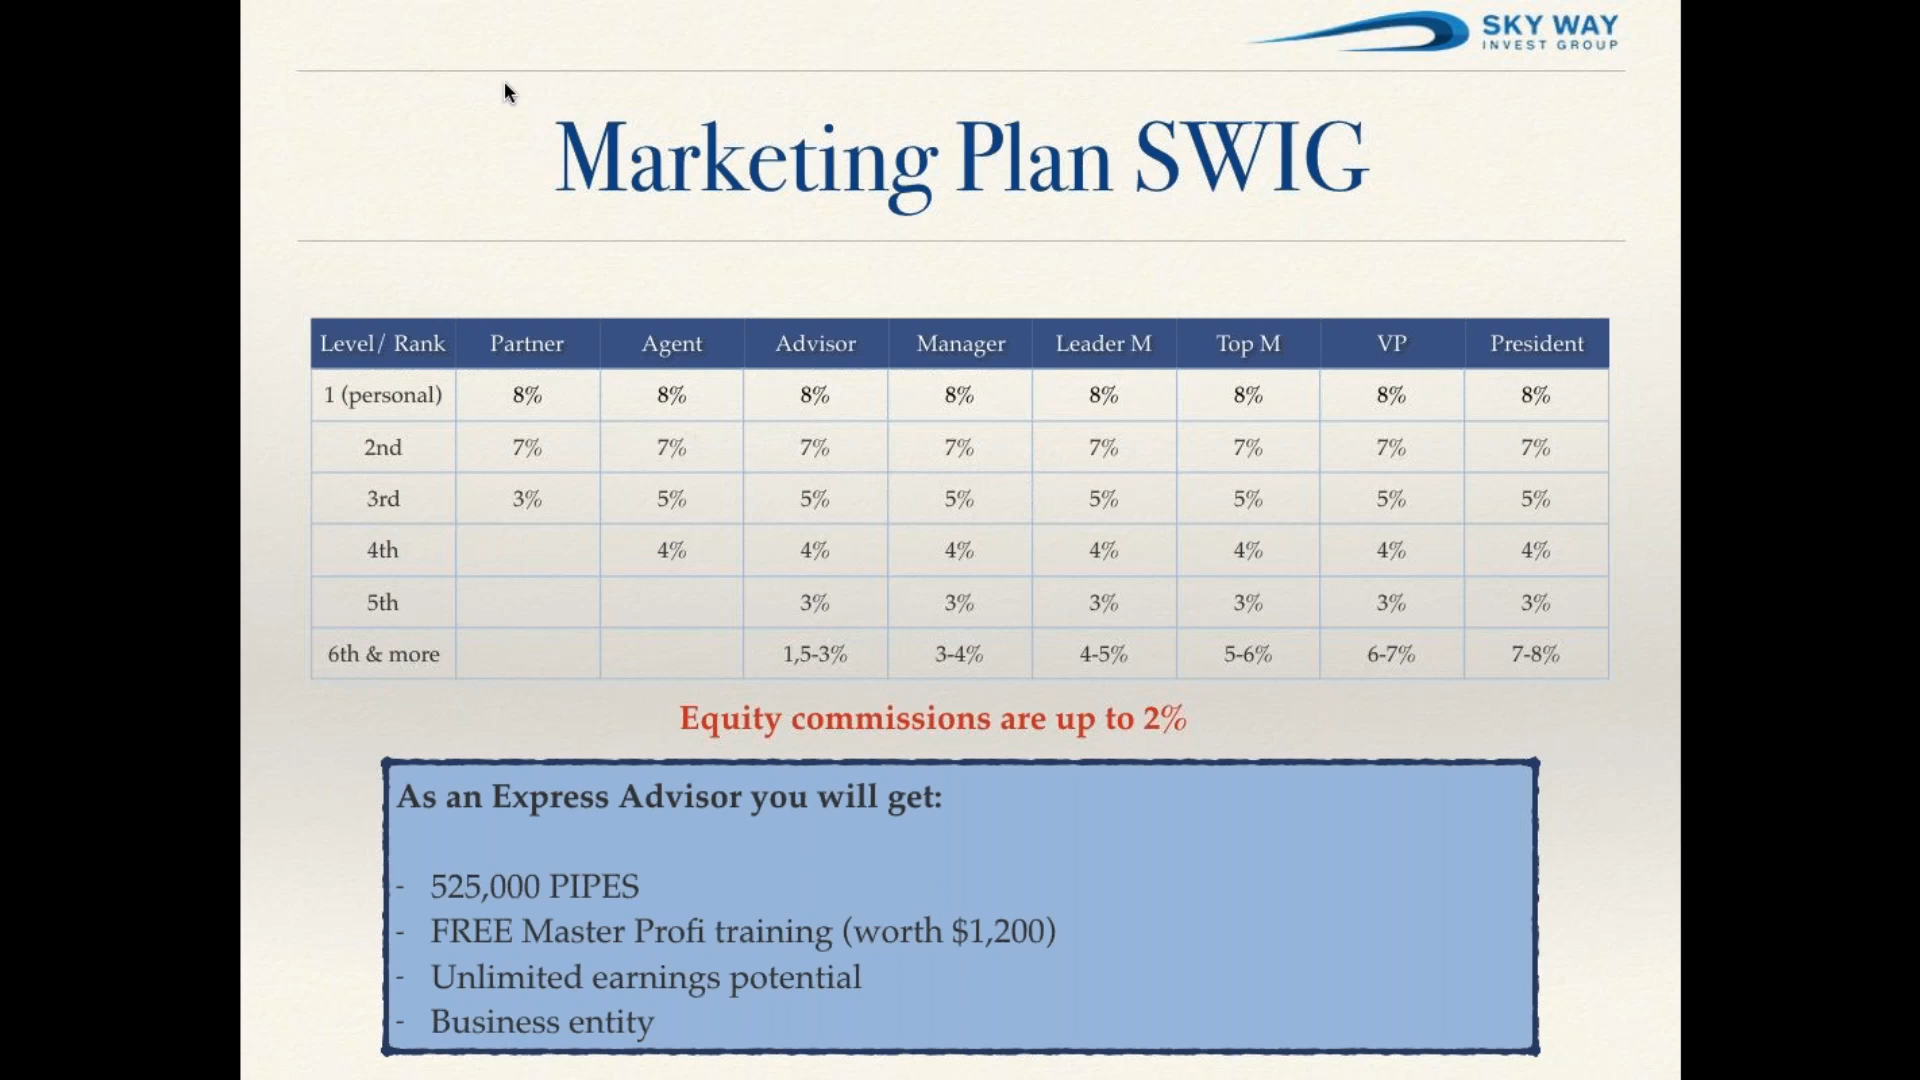 SKY WAY
INVEST GROUP
Marketing Plan SWIG
Level/ Rank Partner Agent Advisor Manager Leader M Top M VP President
1 (personal) 8% 8% 8% 8% 8% 8% 8% 8%
2nd 7% 7% 7% 7% 7% 7% 7% 7%
3rd 3% 5% 5% 5% 5% 5% 5% 5%
4th 4% 4% 4% 4% 4% 4% 4%
5th 3% 3% 3% 3% 3% 3%
6th & more 1,5-3% 3-4% 4-5% 5-6% 6-7% 7-8%
Equity commissions are up to 2%
As an Express Advisor you will get:
- 525,000 PIPES
- FREE Master Profi training (worth $1,200)
- Unlimited earnings potential
- Business entity